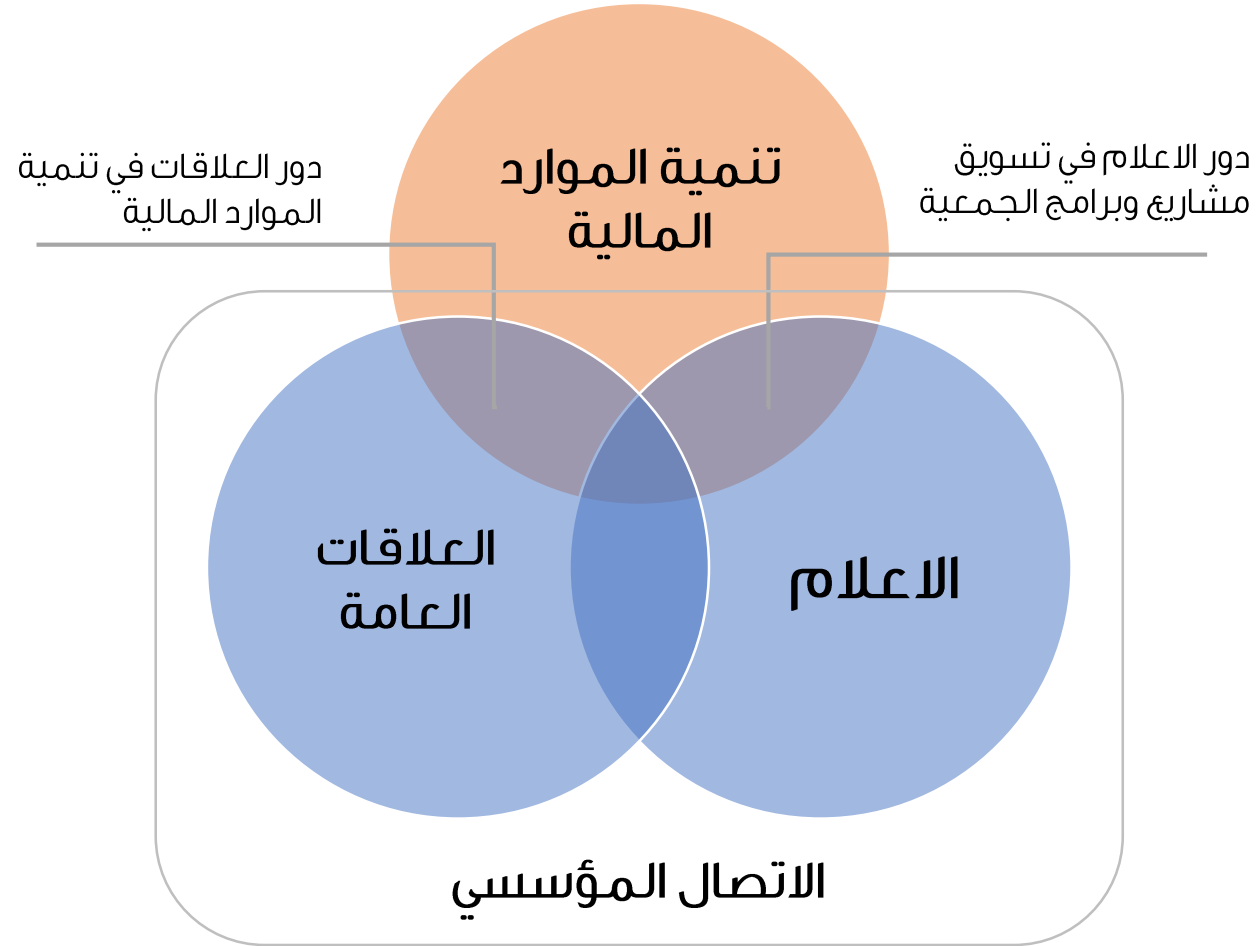 تنمية الموارد
المالية
دور الاعلام في تسويق
مشاريع وبرامج الجمعية
دور العلاقات في تنمية
الموارد المالية
الاعلام
العلاقات
العامة
الاتصال المؤسسي